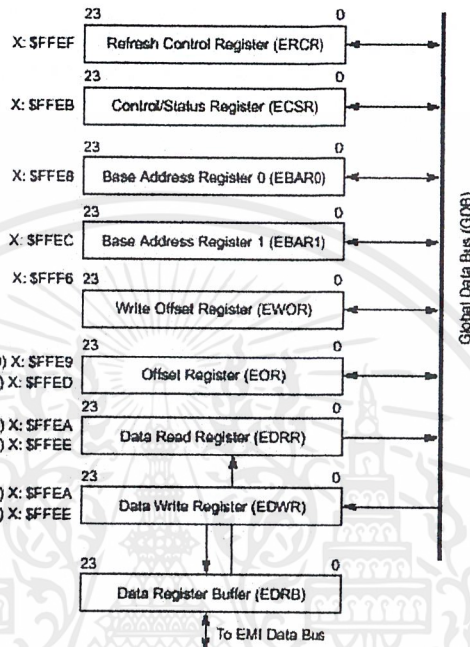 23 0
X: $FFEF Refresh Control Register (ERCR)
23 0
X: $FFEB Control/Status Register (ECSR)
23 0
X: $FFE8 Base Address Register 0 (EBAR0)
23 0
X: $FFEC Base Address Register 1 (EBAR1)
X: $FFF6 23 0
Write Offset Register (EWOR)
23 0
0) X: $FFE9 Offset Register (EOR)
) X: $FFED
23 0
) X: $FFEA Data Read Register (EDRR)
) X: $FFEE
23 0
) X: $FFEA Data Write Register (EDWR)
) X: $FFEE
23 0
Data Register Buffer (EDRB)
To EMI Data Bus
Global Data Bus (GDB)